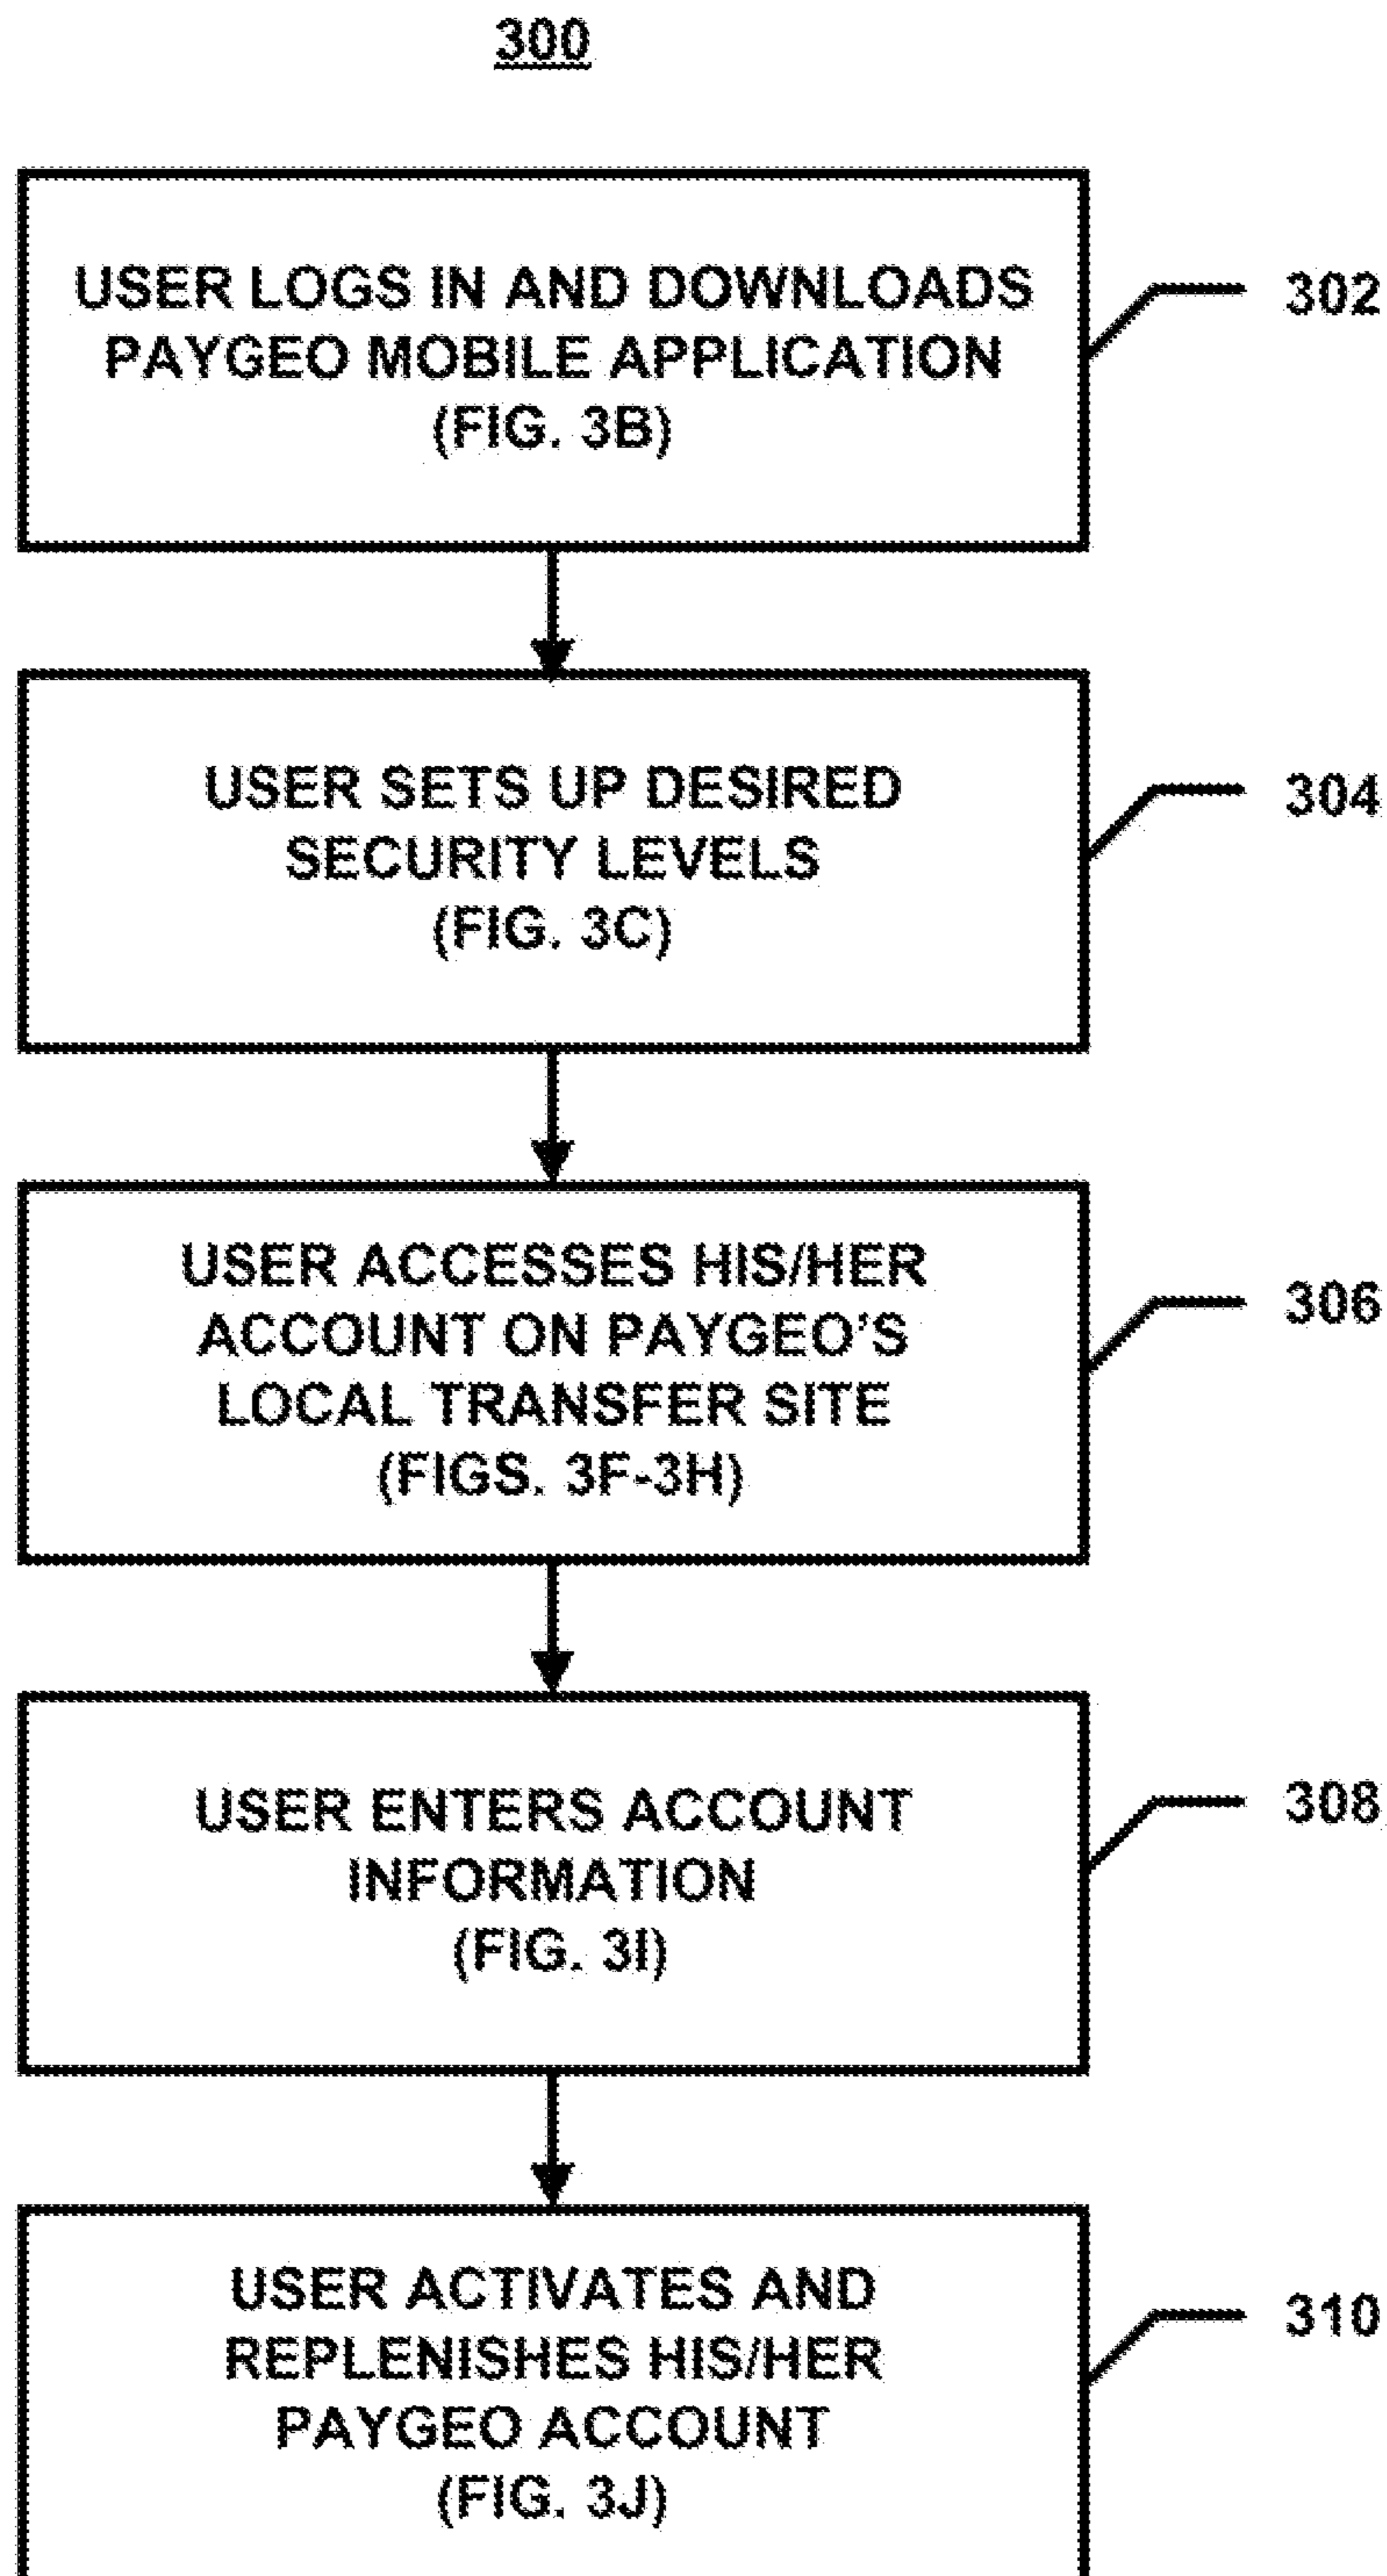 300
USER LOGS IN AND DOWNLOADS
PAYGEO MOBILE APPLICATION
(FIG. 3B)
302
USER SETS UP DESIRED
SECURITY LEVELS
(FIG. 3C)
304
USER ACCESSES HIS/HER
ACCOUNT ON PAYGEO'S
LOCAL TRANSFER SITE
(FIGS. 3F-3H)
306
USER ENTERS ACCOUNT
INFORMATION
(FIG. 3I)
308
USER ACTIVATES AND
REPLENISHES HIS/HER
PAYGEO ACCOUNT
(FIG. 3J)
310